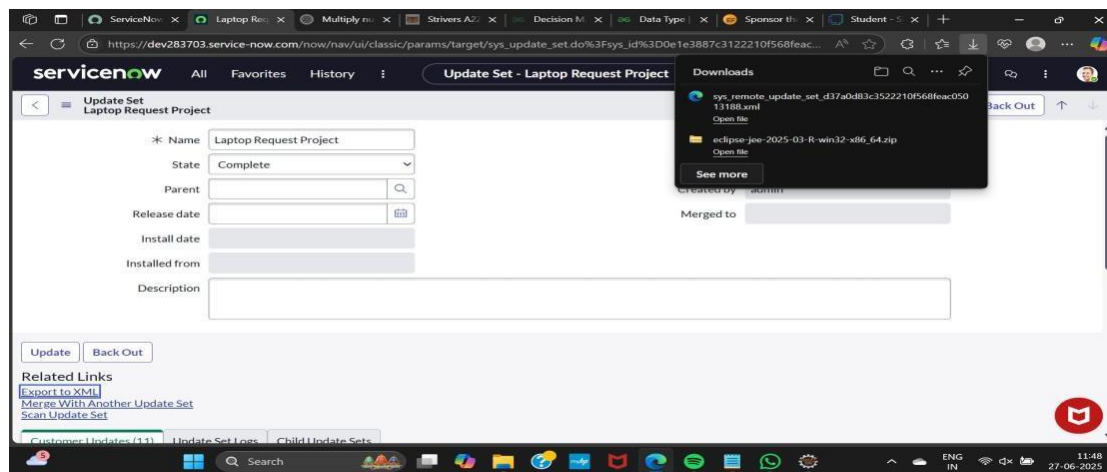 ServiceNow
Laptop Req
Multiply nu
Strivers A2Z
Decision M
Data Type
Sponsor th
Student - S
https://dev283703.service-now.com/now/nav/ui/classic/params/target/sys_update_set.do%3Fsys_id%3D0e1e3887c3122210f568feac...
servicenow All Favorites History
Update Set - Laptop Request Project
Downloads
sys_remote_update_set_d37a0d83c3522210f568feac050
13188.xml
Open file
eclipse-jee-2025-03-R-win32-x86_64.zip
Open file
See more
Update Set
Laptop Request Project
Back Out
* Name Laptop Request Project
State Complete
Parent
Created by admin
Release date
Merged to
Install date
Installed from
Description
Update Back Out
Related Links
Export to XML
Merge With Another Update Set
Scan Update Set
Customer Updates (11) Update Set Logs Child Update Sets
5
Search
ENG
IN
11:48
27-06-2025